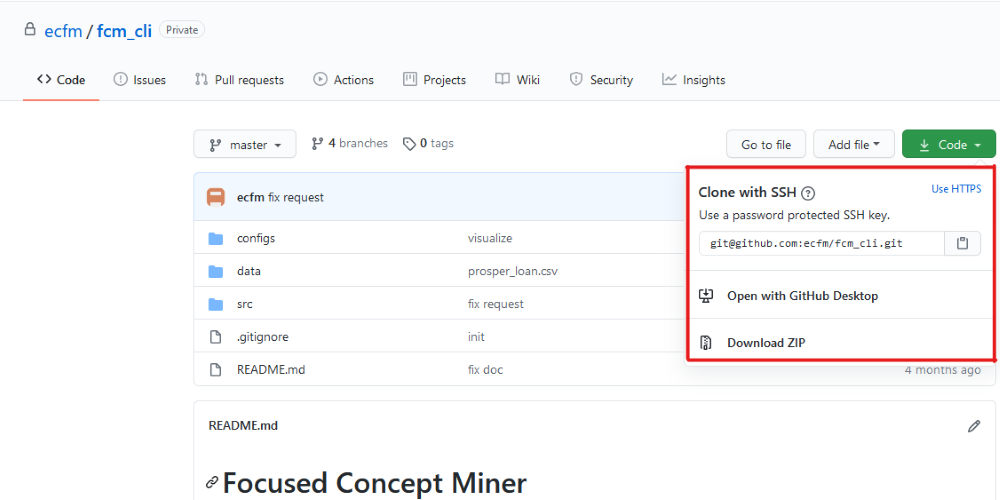 ecfm / fcm_cli Private
Code Issues Pull requests Actions Projects Wiki Security Insights
master 4 branches 0 tags Go to file Add file Code
ecfm fix request
Clone with SSH ? Use HTTPS
Use a password protected SSH key.
git@github.com:ecfm/fcm_cli.git
Open with GitHub Desktop
Download ZIP
configs visualize
data prosper_loan.csv
src fix request
.gitignore init
README.md fix doc 4 months ago
README.md
Focused Concept Miner